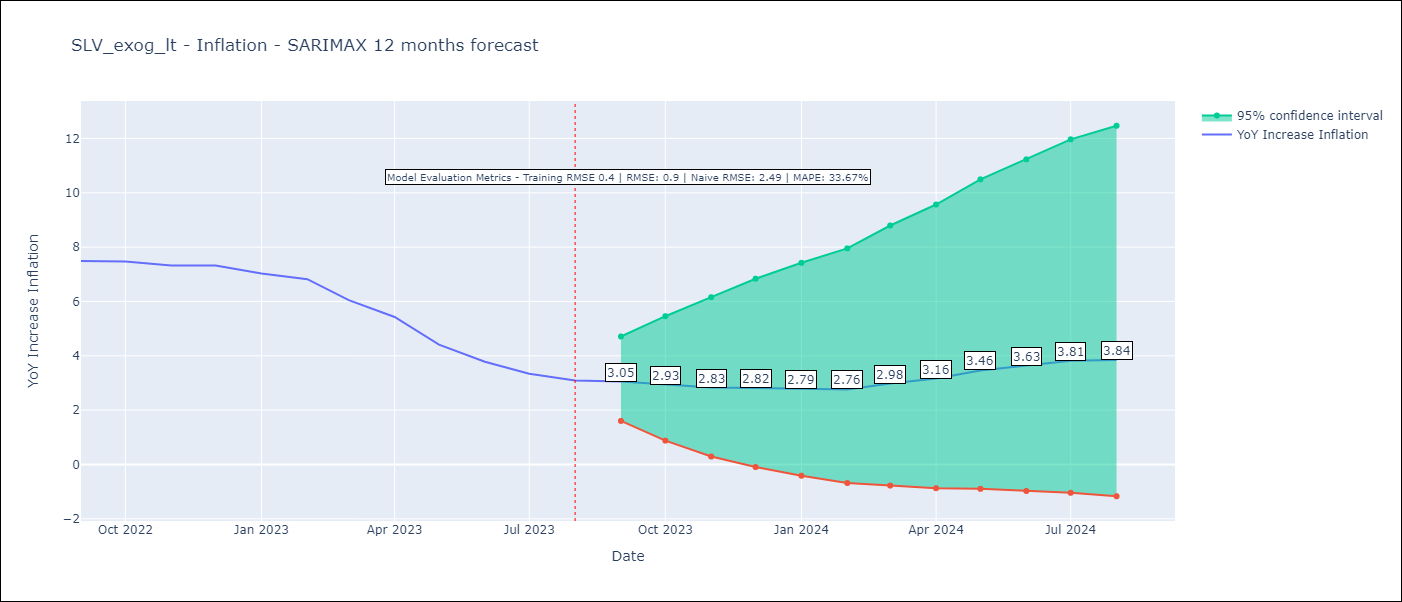 SLV_exog_lt - Inflation - SARIMAX 12 months forecast
95% confidence interval
YoY Increase Inflation
Model Evaluation Metrics - Training RMSE 0.4 | RMSE: 0.9 | Naive RMSE: 2.49 | MAPE: 33.67%
YoY Increase Inflation
12
10
8
6
4
2
0
−2
3.05
2.93
2.83
2.82
2.79
2.76
2.98
3.16
3.46
3.63
3.81
3.84
Oct 2022
Jan 2023
Apr 2023
Jul 2023
Oct 2023
Jan 2024
Apr 2024
Jul 2024
Date